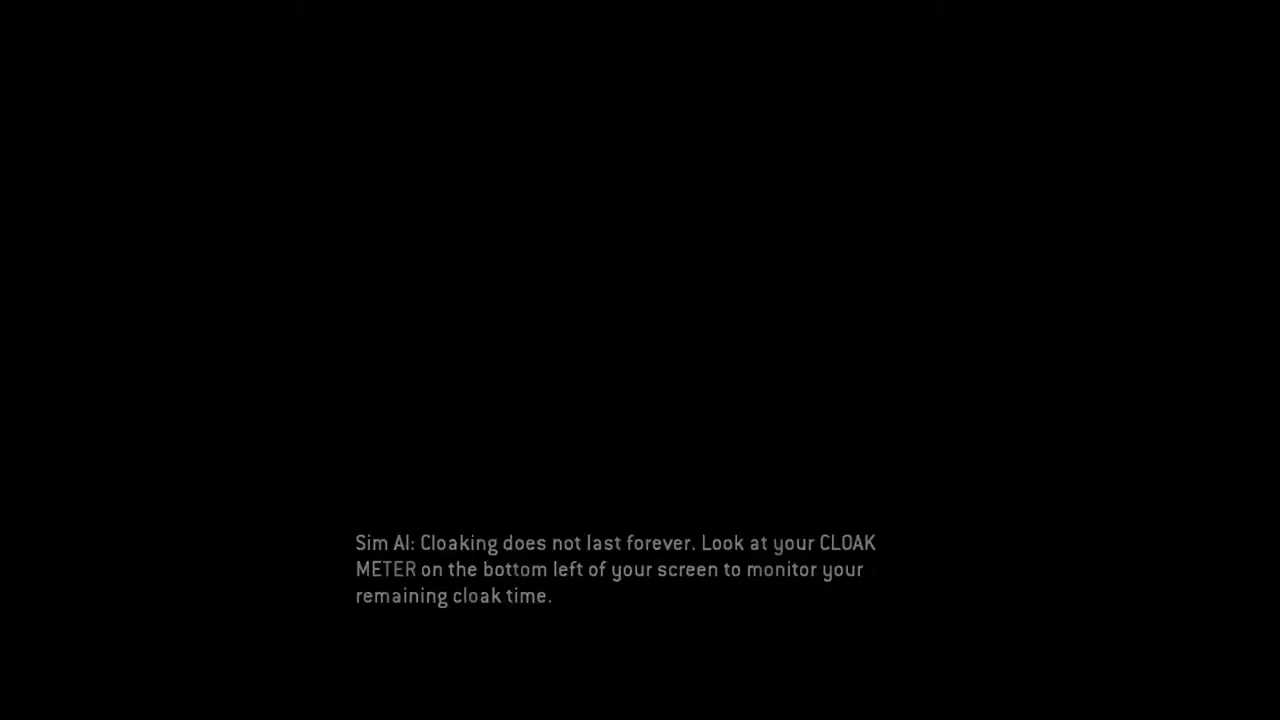 Sim AI: Cloaking does not last forever. Look at your CLOAK
METER on the bottom left of your screen to monitor your
remaining cloak time.